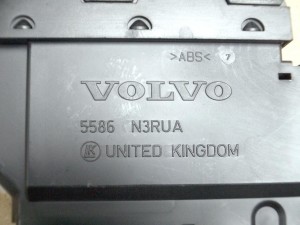 >ABS<
VOLVO
5586 N3RUA
K UNITED KINGDOM